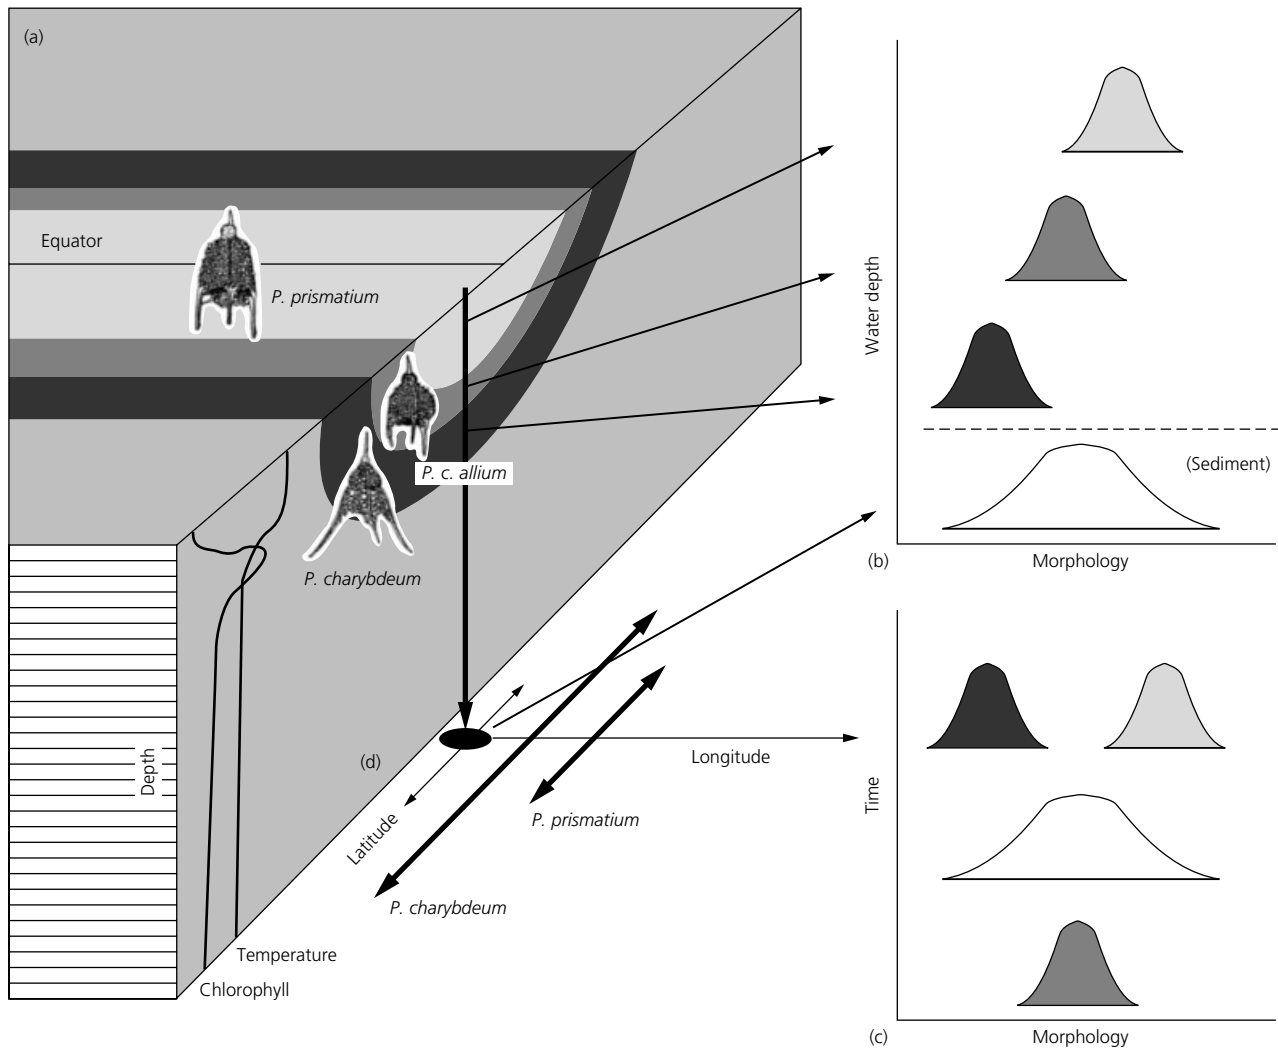 (a)
Equator
P. prismatium
P. c. allium
P. charybdeum
Depth
Temperature
Chlorophyll
(d)
Latitude
Longitude
P. prismatium
P. charybdeum
Water depth
(Sediment)
(b)
Morphology
Time
(c)
Morphology